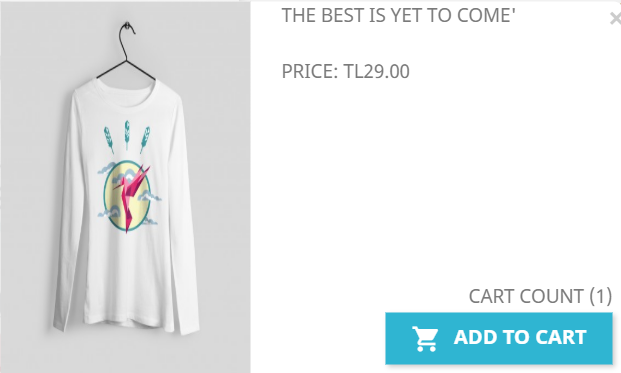 THE BEST IS YET TO COME'
PRICE: TL29.00
CART COUNT (1)
ADD TO CART